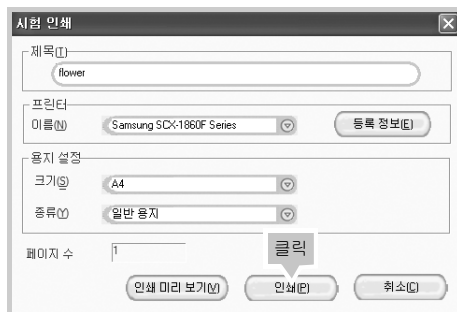 시험 인쇄
제목(T)
flower
프린터
이름(N) Samsung SCX-1860F Series 등록 정보(E)
용지 설정
크기(S) A4
종류(Y) 일반 용지
페이지 수 1
클릭
인쇄 미리 보기(V) 인쇄(P) 취소(C)